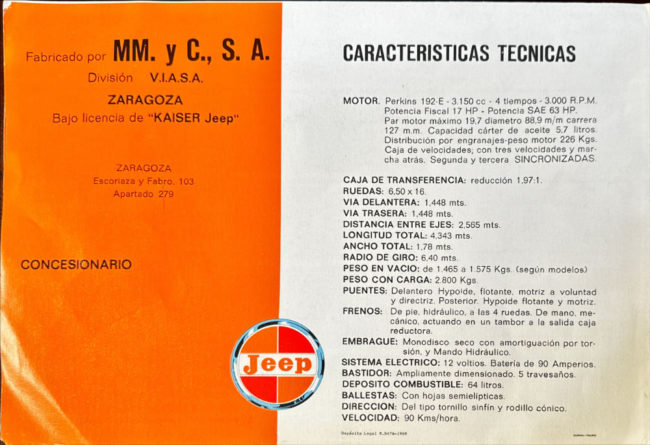 Fabricado por MM. y C., S. A.
División V.I.A.S.A.
ZARAGOZA
Bajo licencia de "KAISER Jeep"
ZARAGOZA
Escoriaza y Fabro. 103
Apartado 279
CONCESIONARIO
Jeep
CARACTERISTICAS TECNICAS
MOTOR. Perkins 192-E - 3.150 cc - 4 tiempos - 3.000 R.P.M.
Potencia Fiscal 17 HP - Potencia SAE 63 HP.
Par motor máximo 19,7 diametro 88,9 m/m carrera
127 m.m. Capacidad cárter de aceite 5,7 litros.
Distribución por engranajes-peso motor 226 Kgs.
Caja de velocidades; con tres velocidades y mar-
cha atrás. Segunda y tercera SINCRONIZADAS.
CAJA DE TRANSFERENCIA: reducción 1.97:1.
RUEDAS: 6.50 x 16.
VIA DELANTERA: 1,448 mts.
VIA TRASERA: 1,448 mts.
DISTANCIA ENTRE EJES: 2,565 mts.
LONGITUD TOTAL: 4,343 mts.
ANCHO TOTAL: 1,78 mts.
RADIO DE GIRO: 6,40 mts.
PESO EN VACIO: de 1.465 a 1.575 Kgs. (según modelos)
PESO CON CARGA: 2.800 Kgs.
PUENTES: Delantero Hypoide, flotante, motriz a voluntad
y directriz. Posterior. Hypoide flotante y motriz.
FRENOS: De pie, hidráulico, a las 4 ruedas. De mano, me-
cánico, actuando en un tambor a la salida caja
reductora.
EMBRAGUE: Monodisco seco con amortiguación por tor-
sión, y Mando Hidráulico.
SISTEMA ELECTRICO: 12 voltios. Batería de 90 Amperios.
BASTIDOR: Ampliamente dimensionado. 5 travesaños.
DEPOSITO COMBUSTIBLE: 64 litros.
BALLESTAS: Con hojas semielípticas.
DIRECCION: Del tipo tornillo sinfín y rodillo cónico.
VELOCIDAD: 90 Kms/hora.